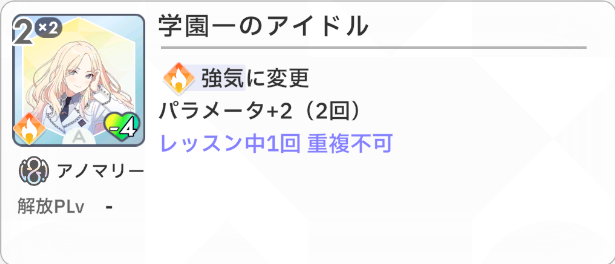 学園一のアイドル
2 ×2
強気に変更
パラメータ+2（2回）
レッスン中1回 重複不可
-4
A
アノマリー
解放PLv -